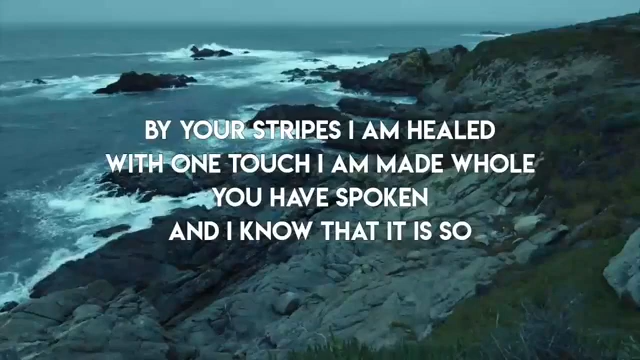 BY YOUR STRIPES I AM HEALED
WITH ONE TOUCH I AM MADE WHOLE
YOU HAVE SPOKEN
AND I KNOW THAT IT IS SO